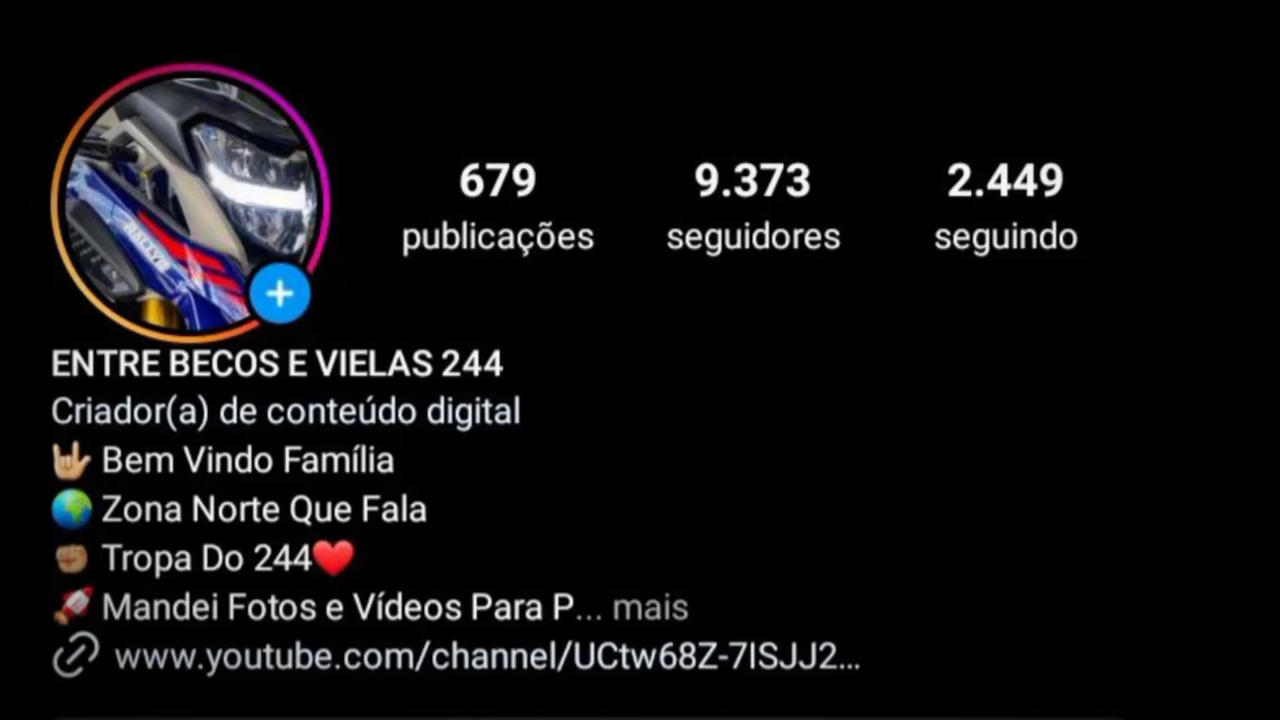 679 9.373 2.449
publicações seguidores seguindo
RALLYE
ENTRE BECOS E VIELAS 244
Criador(a) de conteúdo digital
🤟🏼 Bem Vindo Família
🌍 Zona Norte Que Fala
✊🏽 Tropa Do 244❤️
🚀 Mandei Fotos e Vídeos Para P... mais
www.youtube.com/channel/UCtw68Z-7ISJJ2...